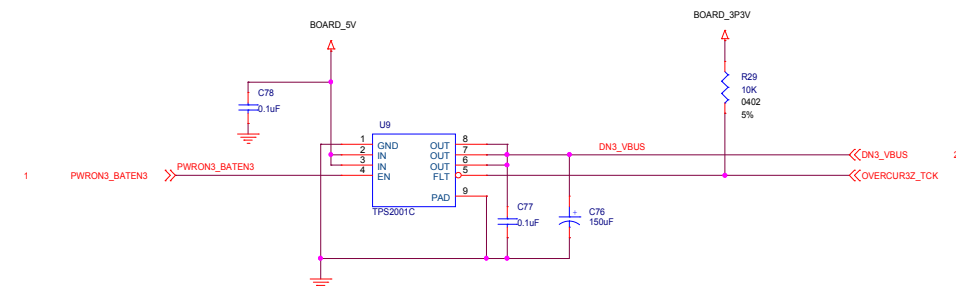 BOARD_3P3V
BOARD_5V
C78
0.1uF
R29
10K
0402
5%
U9
1 GND OUT 8
2 IN OUT 7
3 IN OUT 6
4 EN FLT 5
PAD 9
TPS2001C
DN3_VBUS
DN3_VBUS 2
1 PWRON3_BATEN3 PWRON3_BATEN3
OVERCUR3Z_TCK
C77
0.1uF
C76
+
150uF